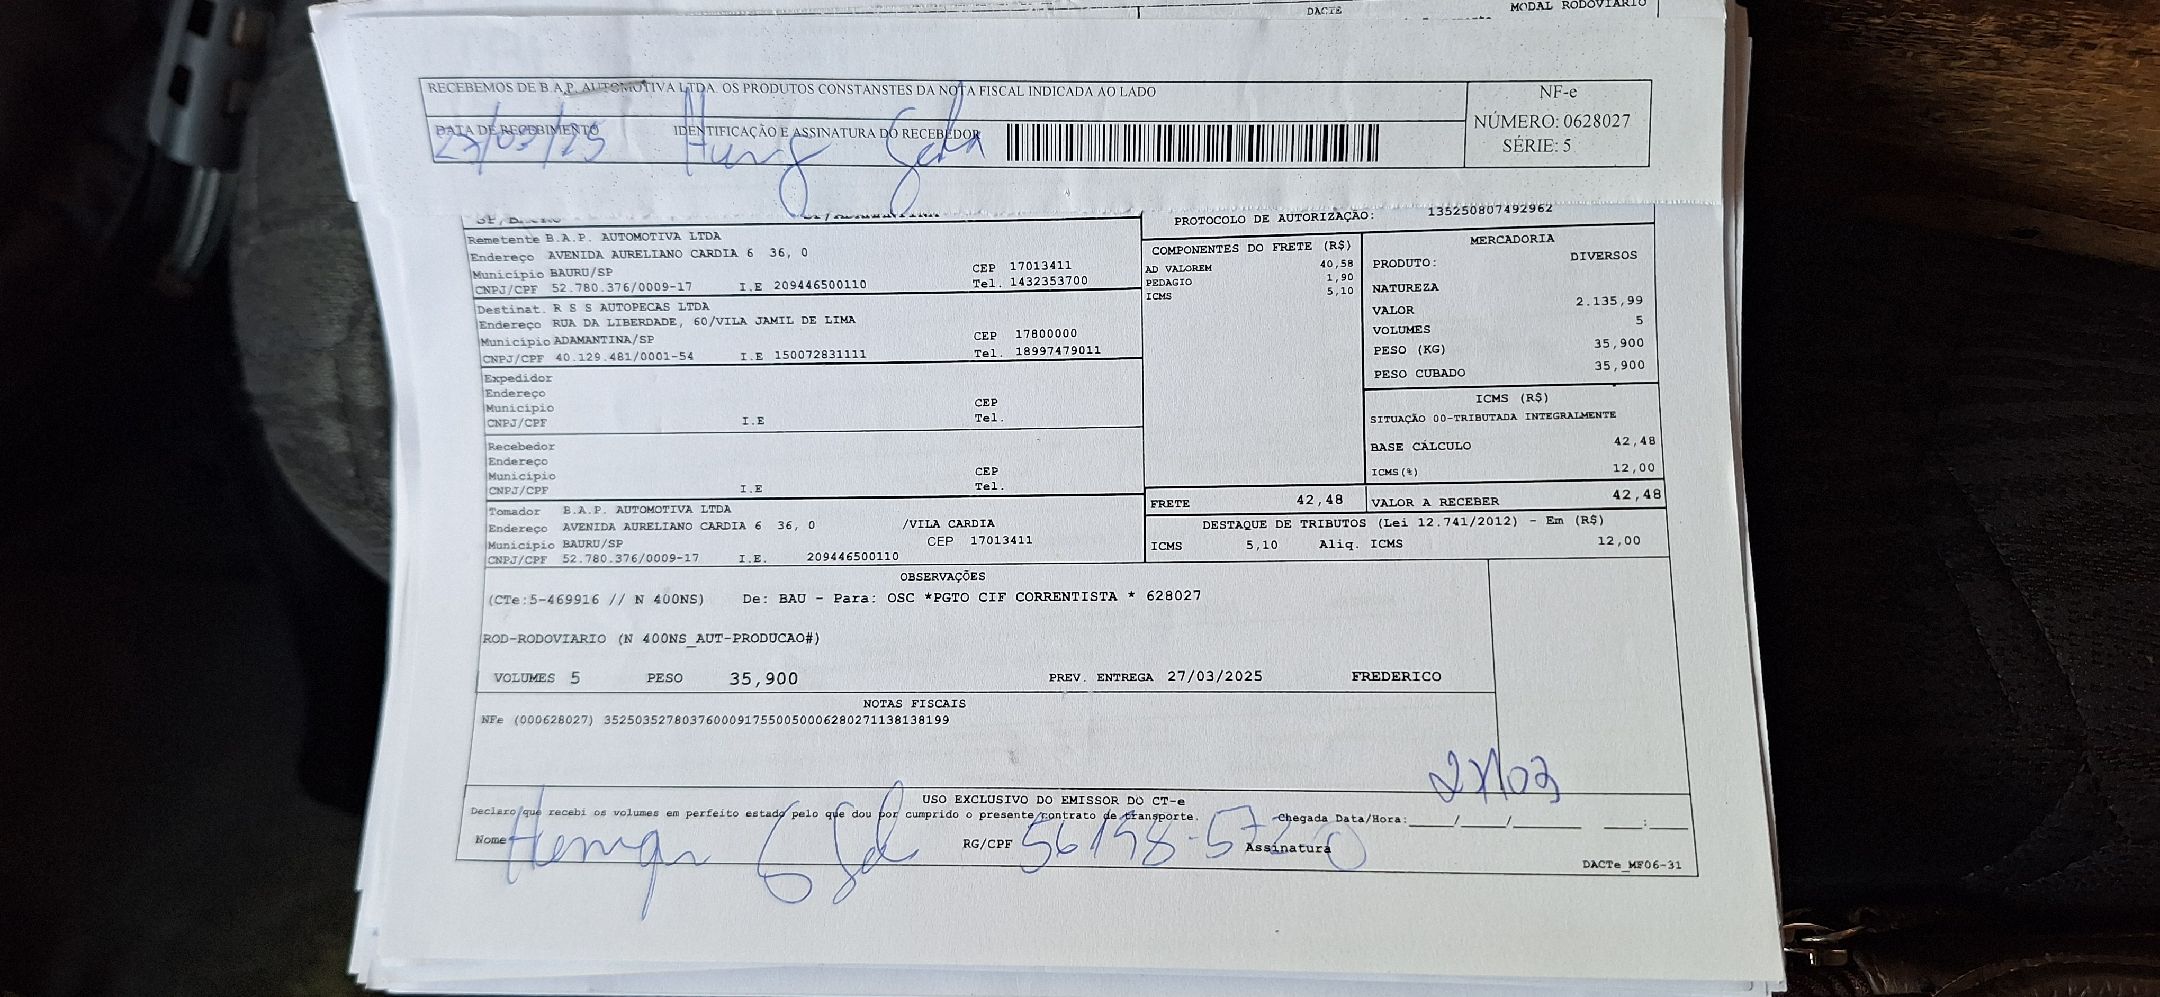 DACTE
MODAL RODOVIÁRIO
RECEBEMOS DE B.A.P. AUTOMOTIVA LTDA. OS PRODUTOS CONSTANSTES DA NOTA FISCAL INDICADA AO LADO
NF-e
NÚMERO: 0628027
SÉRIE: 5
DATA DE RECEBIMENTO
IDENTIFICAÇÃO E ASSINATURA DO RECEBEDOR
27/03/25
PROTOCOLO DE AUTORIZAÇÃO: 135250807492962
Remetente B.A.P. AUTOMOTIVA LTDA
Endereço AVENIDA AURELIANO CARDIA 6 36, 0
Município BAURU/SP CEP 17013411
CNPJ/CPF 52.780.376/0009-17 I.E 209446500110 Tel. 1432353700
Destinat. R S S AUTOPECAS LTDA
Endereço RUA DA LIBERDADE, 60/VILA JAMIL DE LIMA
Município ADAMANTINA/SP CEP 17800000
CNPJ/CPF 40.129.481/0001-54 I.E 150072831111 Tel. 18997479011
Expedidor
Endereço
Município CEP
CNPJ/CPF I.E Tel.
Recebedor
Endereço
Município CEP
CNPJ/CPF I.E Tel.
Tomador B.A.P. AUTOMOTIVA LTDA
Endereço AVENIDA AURELIANO CARDIA 6 36, 0 /VILA CARDIA
Município BAURU/SP CEP 17013411
CNPJ/CPF 52.780.376/0009-17 I.E. 209446500110
COMPONENTES DO FRETE (R$)
AD VALOREM 40,58
PEDAGIO 1,90
ICMS 5,10
MERCADORIA
PRODUTO: DIVERSOS
NATUREZA
VALOR 2.135,99
VOLUMES 5
PESO (KG) 35,900
PESO CUBADO 35,900
ICMS (R$)
SITUAÇÃO 00-TRIBUTADA INTEGRALMENTE
BASE CÁLCULO 42,48
ICMS(%) 12,00
FRETE 42,48
VALOR A RECEBER 42,48
DESTAQUE DE TRIBUTOS (Lei 12.741/2012) - Em (R$)
ICMS 5,10 Aliq. ICMS 12,00
OBSERVAÇÕES
(CTe:5-469916 // N 400NS) De: BAU - Para: OSC *PGTO CIF CORRENTISTA * 628027
ROD-RODOVIARIO (N 400NS_AUT-PRODUCAO#)
VOLUMES 5 PESO 35,900 PREV. ENTREGA 27/03/2025 FREDERICO
NOTAS FISCAIS
NFe (000628027) 35250352780376000917550050006280271138138199
27/03
USO EXCLUSIVO DO EMISSOR DO CT-e
Declaro que recebi os volumes em perfeito estado pelo que dou por cumprido o presente contrato de transporte.
Chegada Data/Hora:____/____/________ ____:____
Nome RG/CPF Assinatura
DACTe_MF06-31